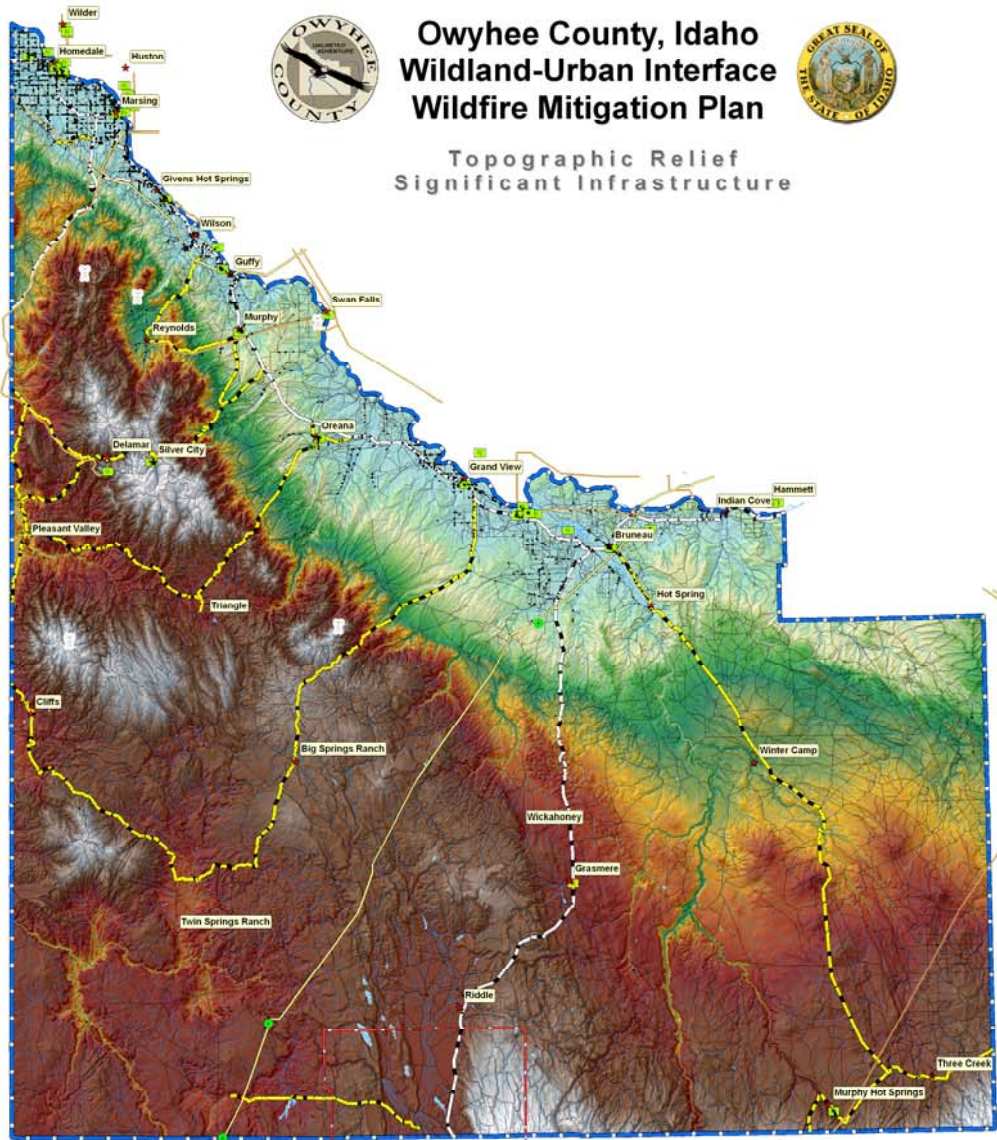 Owyhee County, Idaho
Wildland-Urban Interface
Wildfire Mitigation Plan
Topographic Relief
Significant Infrastructure
OWYHEE
UNLIMITED
ADVENTURE
COUNTY
GREAT SEAL OF
THE STATE OF IDAHO
Wilder
Homedale
Huston
Marsing
Givens Hot Springs
Wilson
Guffy
Swan Falls
Reynolds
Murphy
Oreana
Delamar
Silver City
Grand View
Hammett
Indian Cove
Pleasant Valley
Bruneau
Hot Spring
Triangle
Cliffs
Big Springs Ranch
Winter Camp
Wickahoney
Grasmere
Twin Springs Ranch
Riddle
Three Creek
Murphy Hot Springs